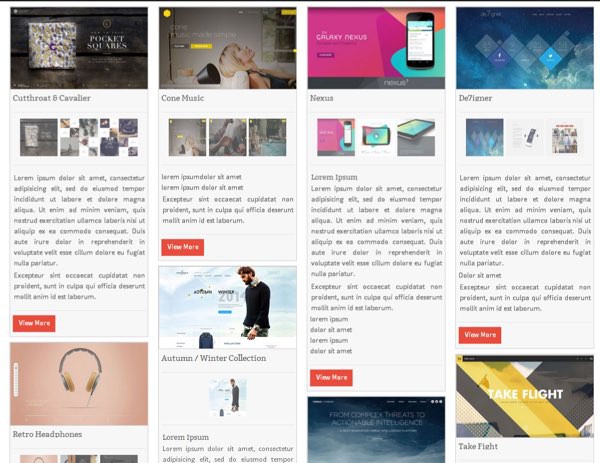 POCKET
SQUARES
Cutthroat & Cavalier
Lorem ipsum dolor sit amet, consectetur
adipisicing elit, sed do eiusmod tempor
incididunt ut labore et dolore magna
aliqua. Ut enim ad minim veniam, quis
nostrud exercitation ullamco laboris nisi ut
aliquip ex ea commodo consequat. Duis
aute irure dolor in reprehenderit in
voluptate velit esse cillum dolore eu fugiat
nulla pariatur.
Excepteur sint occaecat cupidatat non
proident, sunt in culpa qui officia deserunt
mollit anim id est laborum.
View More
Retro Headphones
cone
music made simple
Cone Music
lorem ipsumdolor sit amet
lorem ipsum dolor sit amet
Excepteur sint occaecat cupidatat non
proident, sunt in culpa qui officia deserunt
mollit anim id est laborum.
View More
AUTUMN WINTER
2014
Autumn / Winter Collection
Lorem Ipsum
Lorem ipsum dolor sit amet, consectetur
adipisicing elit, sed do eiusmod tempor
GALAXY NEXUS
nexus
Nexus
Lorem Ipsum
Lorem ipsum dolor sit amet, consectetur
adipisicing elit, sed do eiusmod tempor
incididunt ut labore et dolore magna
aliqua. Ut enim ad minim veniam, quis
nostrud exercitation ullamco laboris nisi ut
aliquip ex ea commodo consequat. Duis
aute irure dolor in reprehenderit in
voluptate velit esse cillum dolore eu fugiat
nulla pariatur.
Excepteur sint occaecat cupidatat non
proident, sunt in culpa qui officia deserunt
mollit anim id est laborum.
lorem ipsum
dolor sit amet
lorem ipsum
dolor sit amet
View More
FROM COMPLEX THREATS TO
ACTIONABLE INTELLIGENCE
de7igner
De7igner
Lorem ipsum dolor sit amet, consectetur
adipisicing elit, sed do eiusmod tempor
incididunt ut labore et dolore magna
aliqua. Ut enim ad minim veniam, quis
nostrud exercitation ullamco laboris nisi ut
aliquip ex ea commodo consequat. Duis
aute irure dolor in reprehenderit in
voluptate velit esse cillum dolore eu fugiat
nulla pariatur.
Dolor sit amet
Excepteur sint occaecat cupidatat non
proident, sunt in culpa qui officia deserunt
mollit anim id est laborum.
View More
TAKE FLIGHT
Take Fight